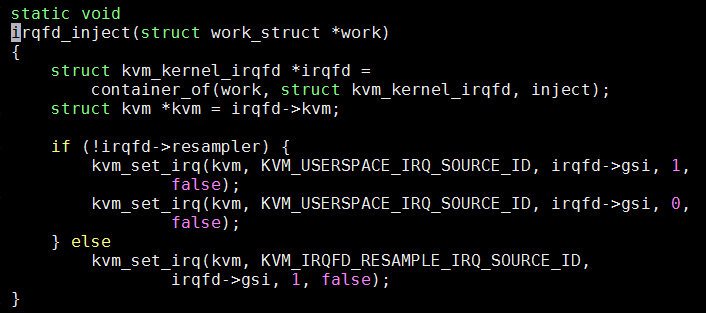 static void
irqfd_inject(struct work_struct *work)
{
    struct kvm_kernel_irqfd *irqfd =
        container_of(work, struct kvm_kernel_irqfd, inject);
    struct kvm *kvm = irqfd->kvm;

    if (!irqfd->resampler) {
        kvm_set_irq(kvm, KVM_USERSPACE_IRQ_SOURCE_ID, irqfd->gsi, 1,
                false);
        kvm_set_irq(kvm, KVM_USERSPACE_IRQ_SOURCE_ID, irqfd->gsi, 0,
                false);
    } else
        kvm_set_irq(kvm, KVM_IRQFD_RESAMPLE_IRQ_SOURCE_ID,
                irqfd->gsi, 1, false);
}